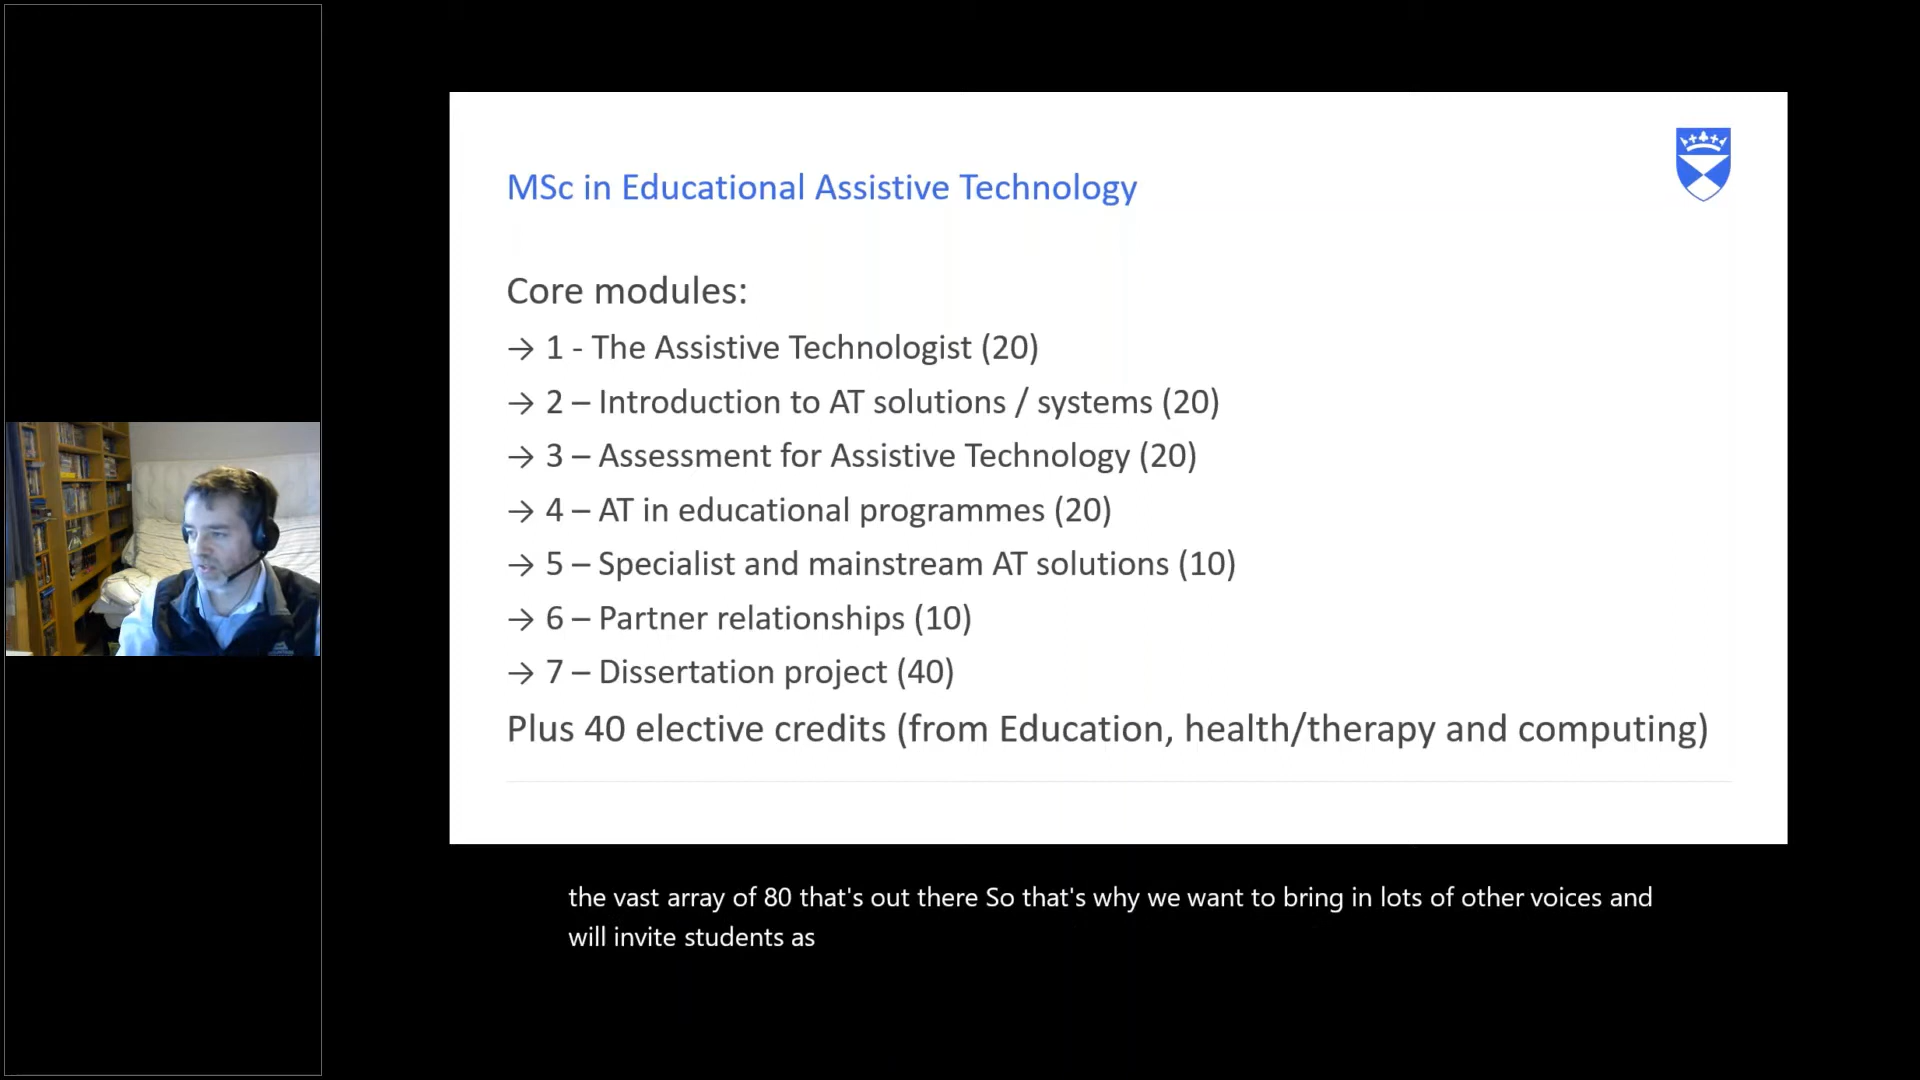 MSc in Educational Assistive Technology
Core modules:
→ 1 - The Assistive Technologist (20)
→ 2 – Introduction to AT solutions / systems (20)
→ 3 – Assessment for Assistive Technology (20)
→ 4 – AT in educational programmes (20)
→ 5 – Specialist and mainstream AT solutions (10)
→ 6 – Partner relationships (10)
→ 7 – Dissertation project (40)
Plus 40 elective credits (from Education, health/therapy and computing)
the vast array of 80 that's out there So that's why we want to bring in lots of other voices and
will invite students as